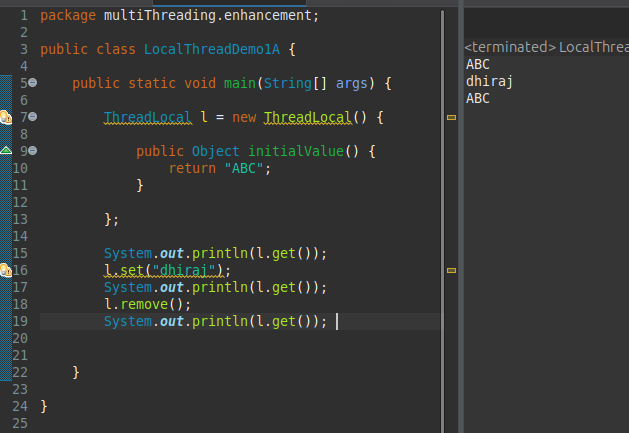 1 package multiThreading.enhancement;
2
3 public class LocalThreadDemo1A {
4
5 public static void main(String[] args) {
6
7 ThreadLocal l = new ThreadLocal() {
8
9 public Object initialValue() {
10 return "ABC";
11 }
12
13 };
14
15 System.out.println(l.get());
16 l.set("dhiraj");
17 System.out.println(l.get());
18 l.remove();
19 System.out.println(l.get());
20
21
22 }
23
24 }
25
<terminated> LocalThrea
ABC
dhiraj
ABC